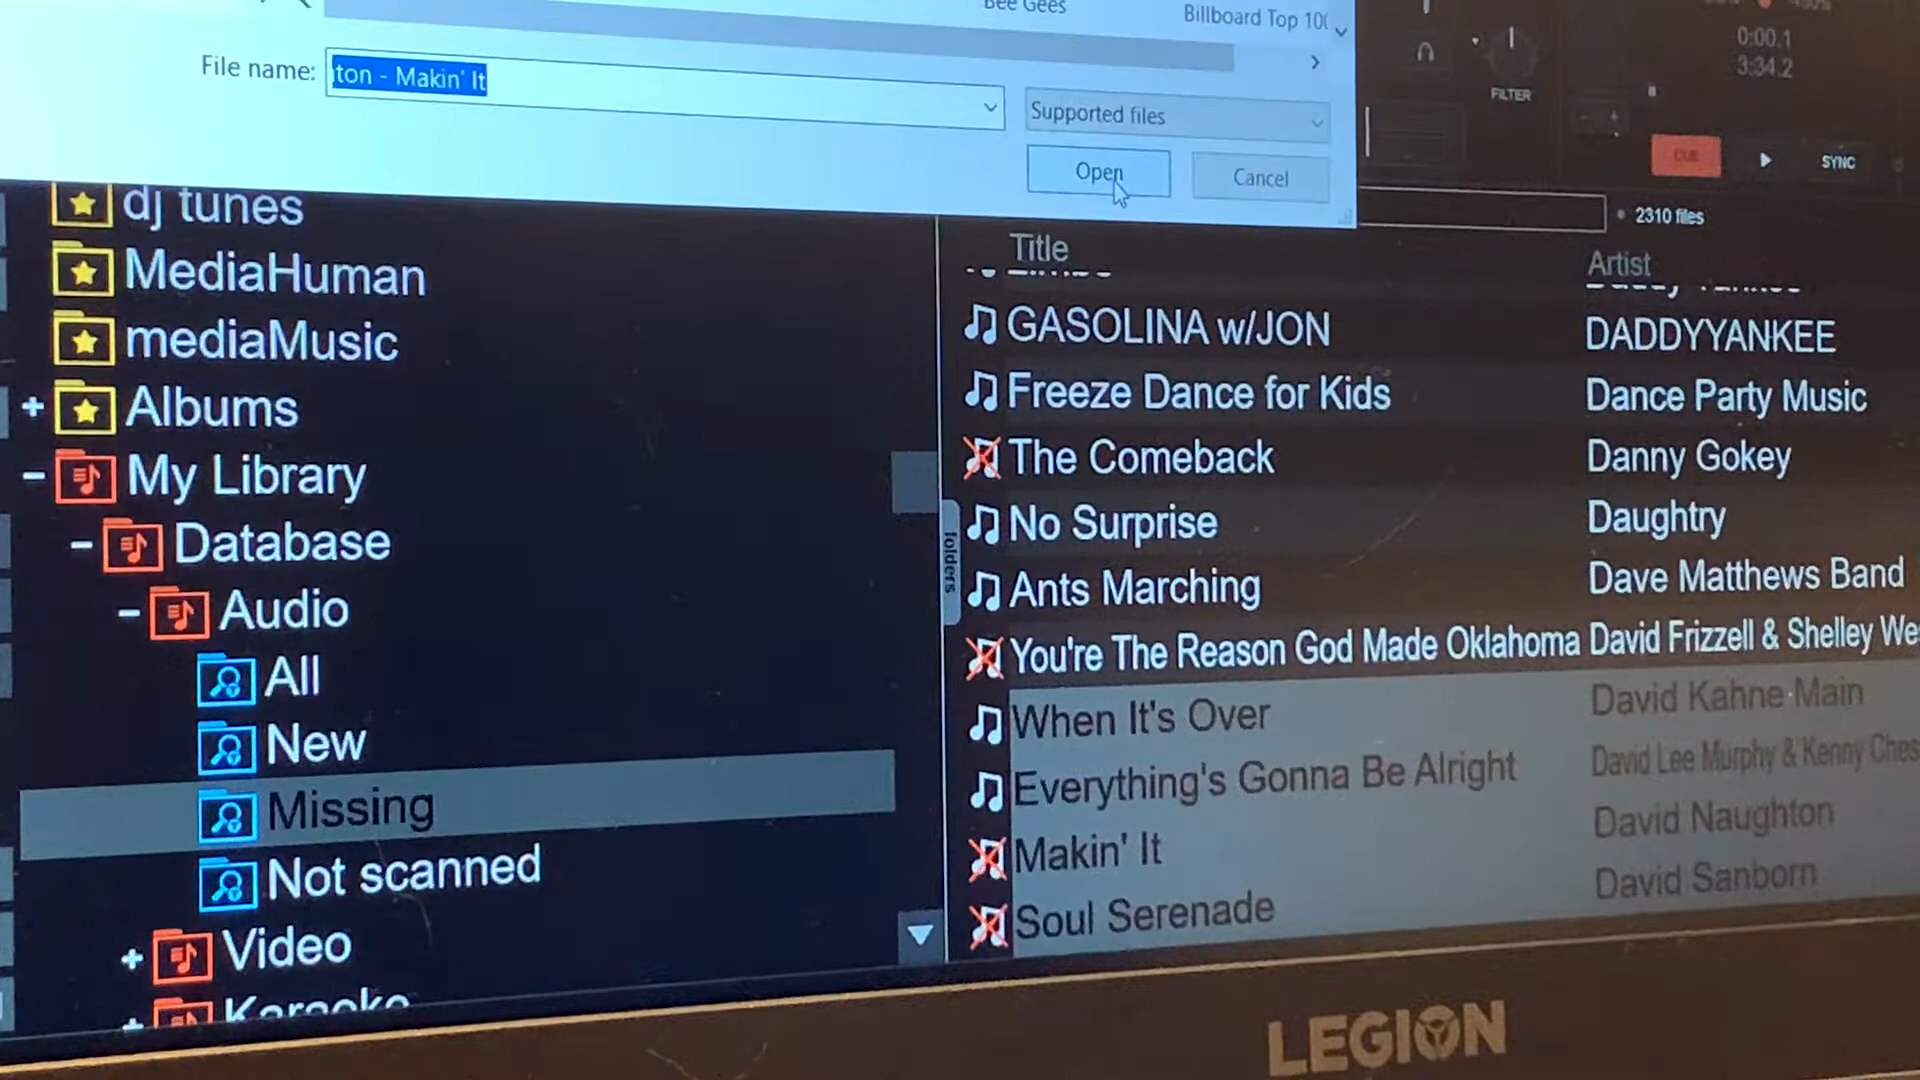 Bee Gees
Billboard Top 100
File name:
ton - Makin' It
Supported files
Open
Cancel
FILTER
0:00.1
3:34.2
CUE
SYNC
2310 files
dj tunes
MediaHuman
mediaMusic
+ Albums
- My Library
- Database
- Audio
All
New
Missing
Not scanned
+ Video
+ Karaoke
folders
Title
Artist
GASOLINA w/JON
DADDYYANKEE
Freeze Dance for Kids
Dance Party Music
The Comeback
Danny Gokey
No Surprise
Daughtry
Ants Marching
Dave Matthews Band
You're The Reason God Made Oklahoma
David Frizzell & Shelley We
When It's Over
David Kahne·Main
Everything's Gonna Be Alright
David Lee Murphy & Kenny Ches
Makin' It
David Naughton
Soul Serenade
David Sanborn
LEGION